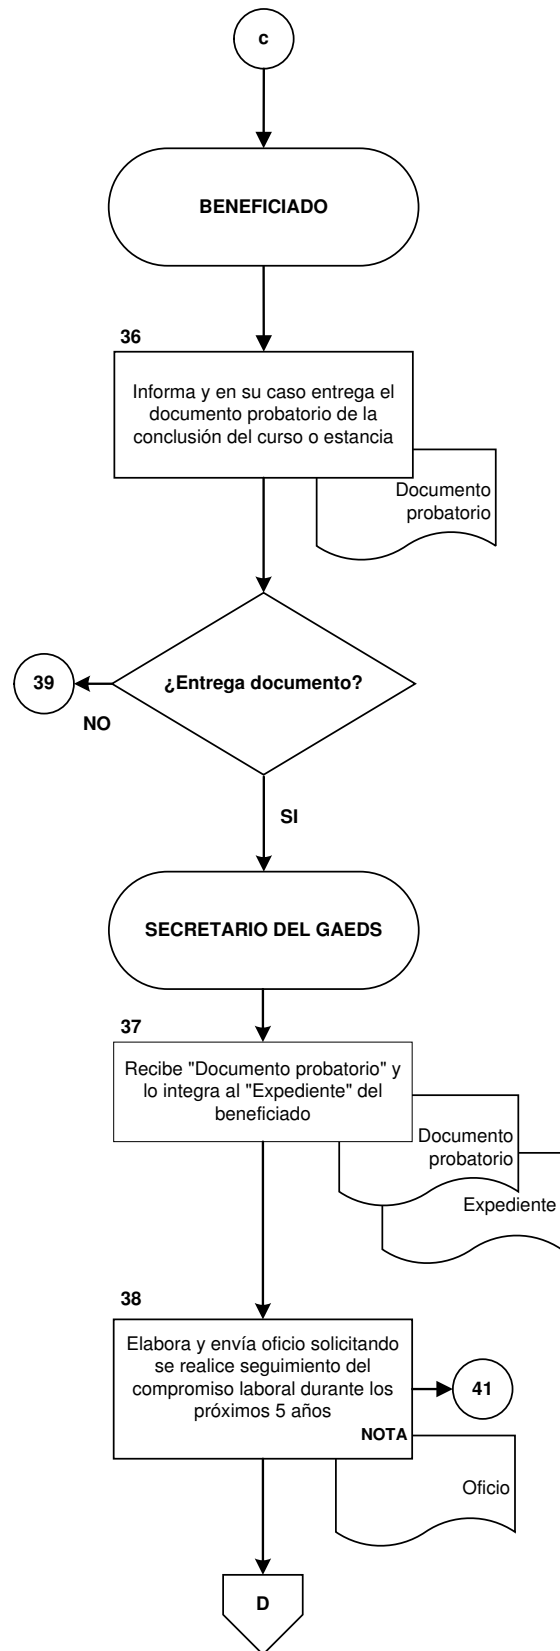 c
BENEFICIADO
36
Informa y en su caso entrega el
documento probatorio de la
conclusión del curso o estancia
Documento
probatorio
¿Entrega documento?
39
NO
SI
SECRETARIO DEL GAEDS
37
Recibe "Documento probatorio" y
lo integra al "Expediente" del
beneficiado
Documento
probatorio
Expediente
38
Elabora y envía oficio solicitando
se realice seguimiento del
compromiso laboral durante los
próximos 5 años
NOTA
41
Oficio
D